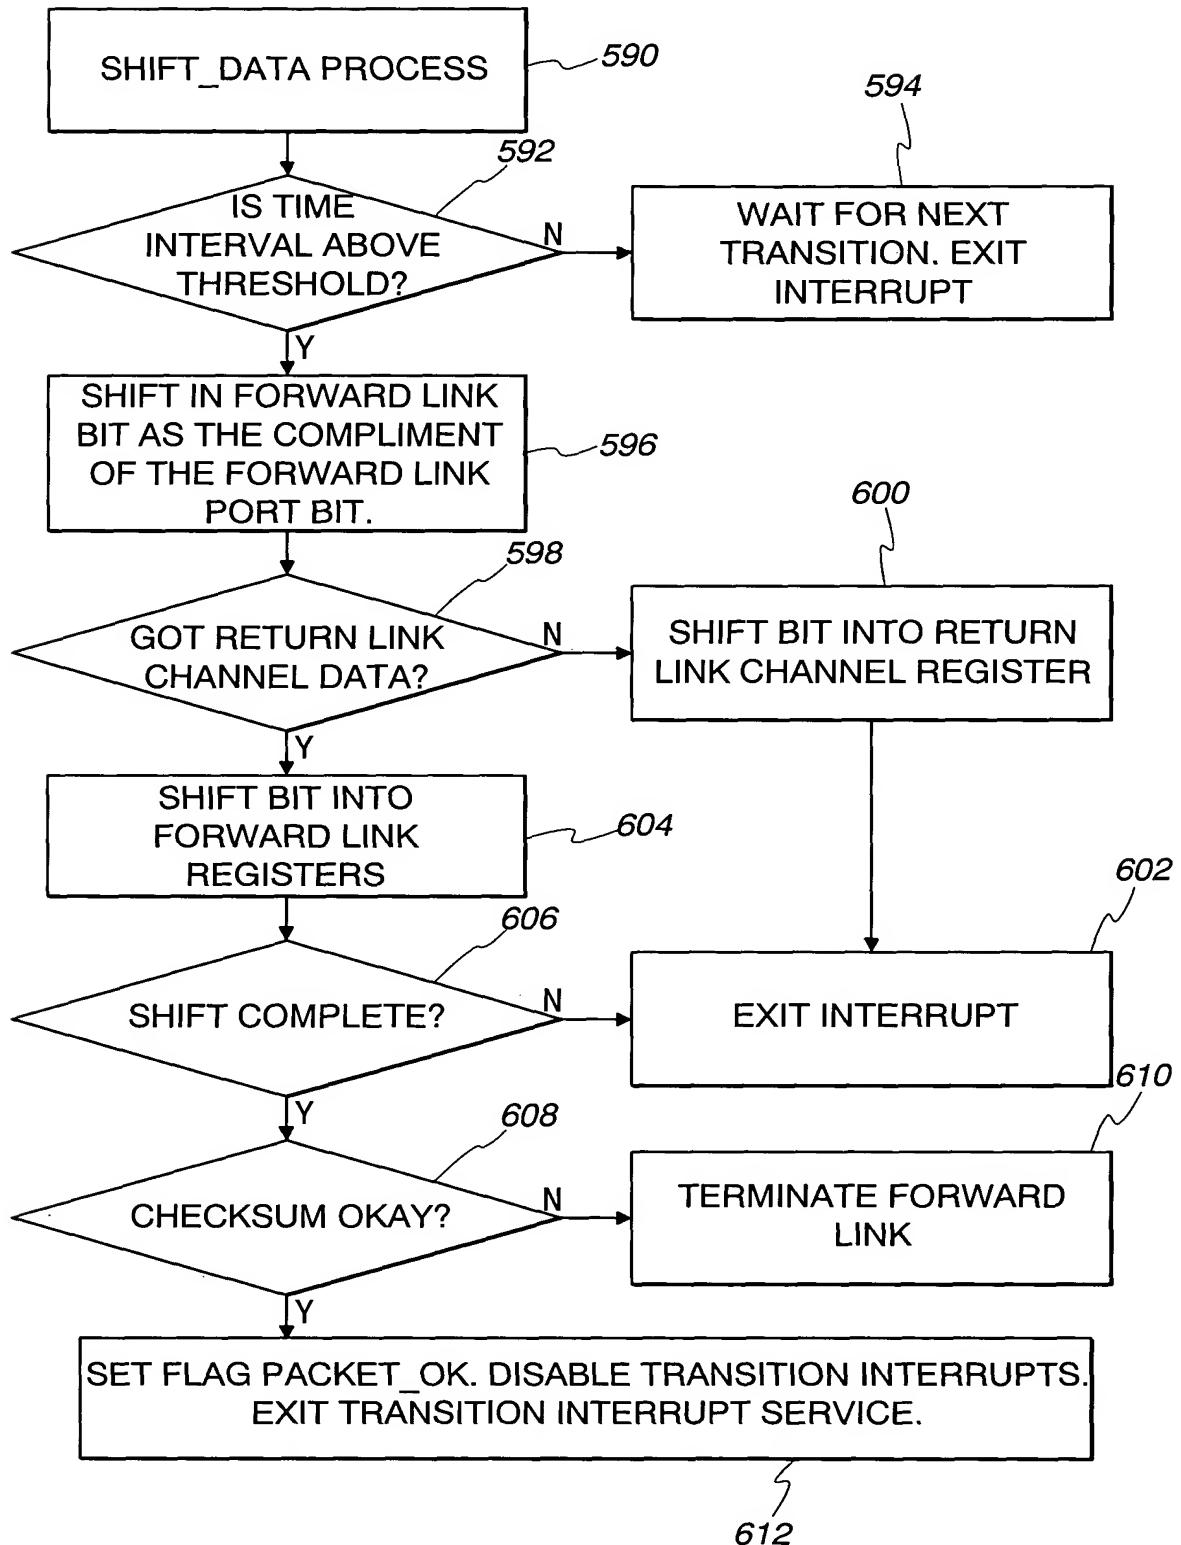 SHIFT_DATA PROCESS
590
592
594
IS TIME
INTERVAL ABOVE
THRESHOLD?
N
WAIT FOR NEXT
TRANSITION. EXIT
INTERRUPT
Y
SHIFT IN FORWARD LINK
BIT AS THE COMPLIMENT
OF THE FORWARD LINK
PORT BIT.
596
598
600
GOT RETURN LINK
CHANNEL DATA?
N
SHIFT BIT INTO RETURN
LINK CHANNEL REGISTER
Y
SHIFT BIT INTO
FORWARD LINK
REGISTERS
604
606
602
SHIFT COMPLETE?
N
EXIT INTERRUPT
Y
608
610
CHECKSUM OKAY?
N
TERMINATE FORWARD
LINK
Y
SET FLAG PACKET_OK. DISABLE TRANSITION INTERRUPTS.
EXIT TRANSITION INTERRUPT SERVICE.
612